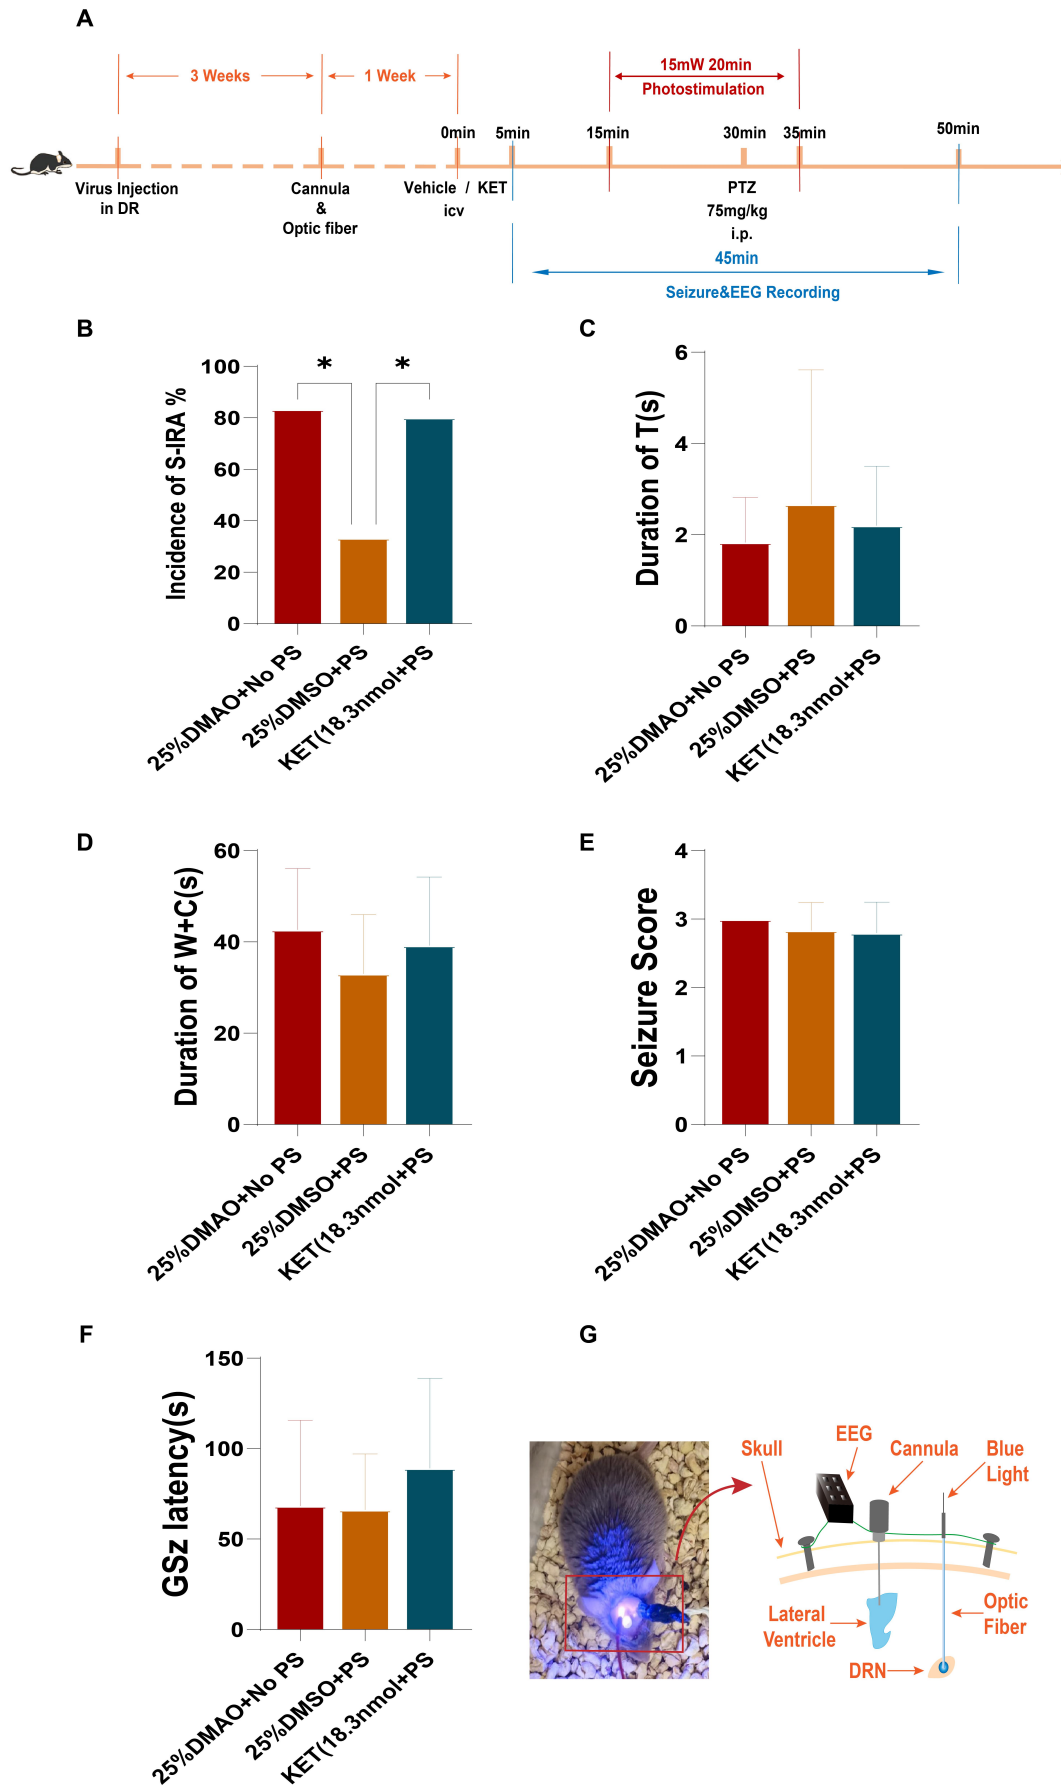 A
3 Weeks
1 Week
15mW 20min
Photostimulation
0min
5min
15min
30min
35min
50min
Virus Injection
in DR
Cannula
&
Optic fiber
Vehicle / KET
icv
PTZ
75mg/kg
i.p.
45min
Seizure&EEG Recording
B
Incidence of S-IRA %
100
80
60
40
20
0
*
*
25%DMAO+No PS
25%DMSO+PS
KET(18.3nmol+PS
C
Duration of T(s)
6
4
2
0
25%DMAO+No PS
25%DMSO+PS
KET(18.3nmol+PS
D
Duration of W+C(s)
60
40
20
0
25%DMAO+No PS
25%DMSO+PS
KET(18.3nmol+PS
E
Seizure Score
4
3
2
1
0
25%DMAO+No PS
25%DMSO+PS
KET(18.3nmol+PS
F
GSz latency(s)
150
100
50
0
25%DMAO+No PS
25%DMSO+PS
KET(18.3nmol+PS
G
Skull
EEG
Cannula
Blue
Light
Lateral
Ventricle
Optic
Fiber
DRN